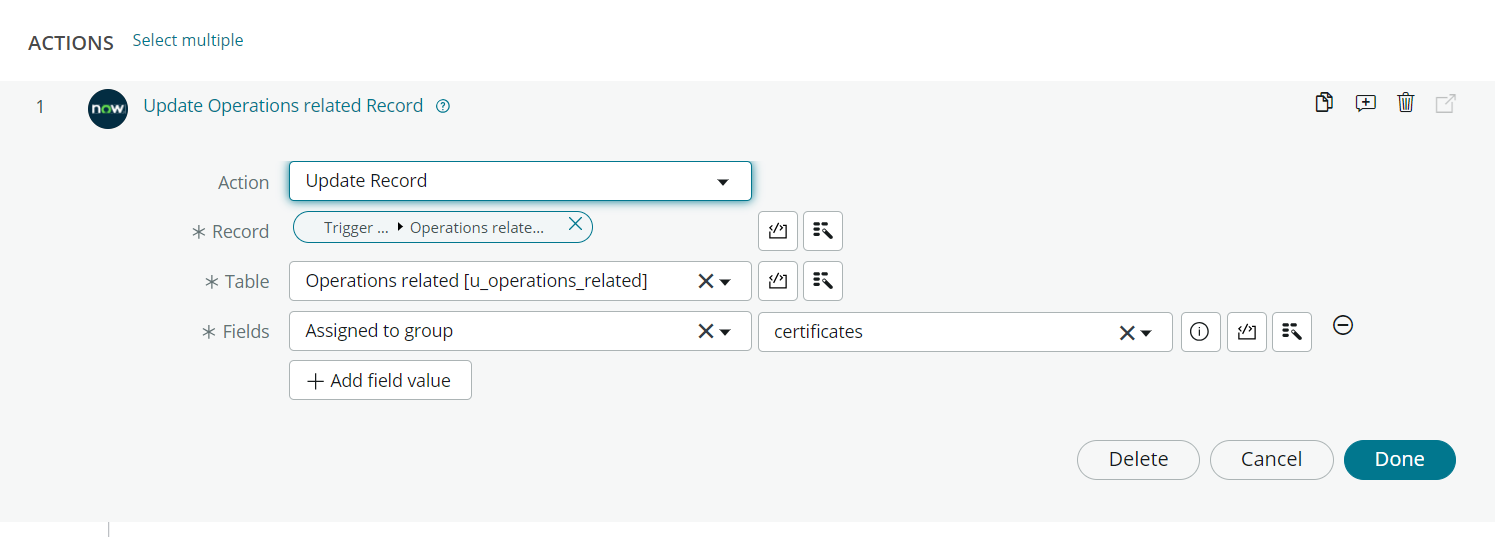 ACTIONS Select multiple
1 now Update Operations related Record
Action Update Record
Record Trigger ... Operations relate...
Table Operations related [u_operations_related]
Fields Assigned to group certificates
Add field value
Delete Cancel Done